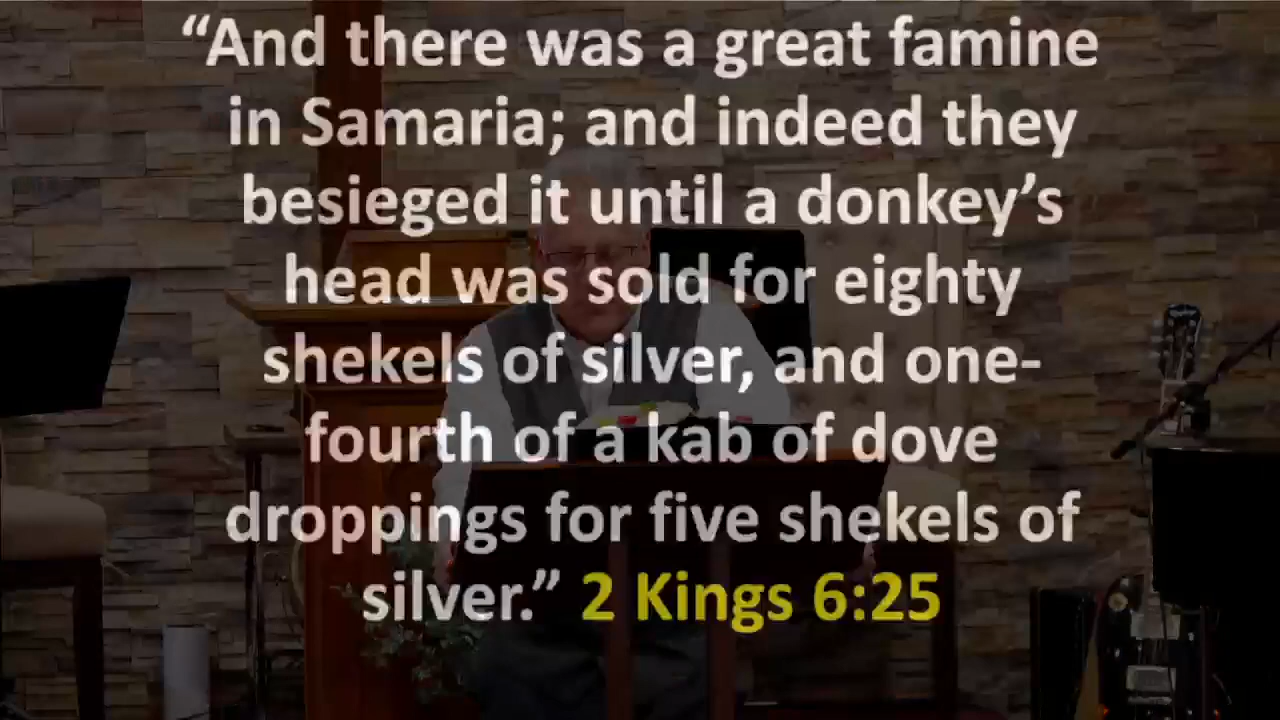 “And there was a great famine
in Samaria; and indeed they
besieged it until a donkey’s
head was sold for eighty
shekels of silver, and one-
fourth of a kab of dove
droppings for five shekels of
silver.” 2 Kings 6:25